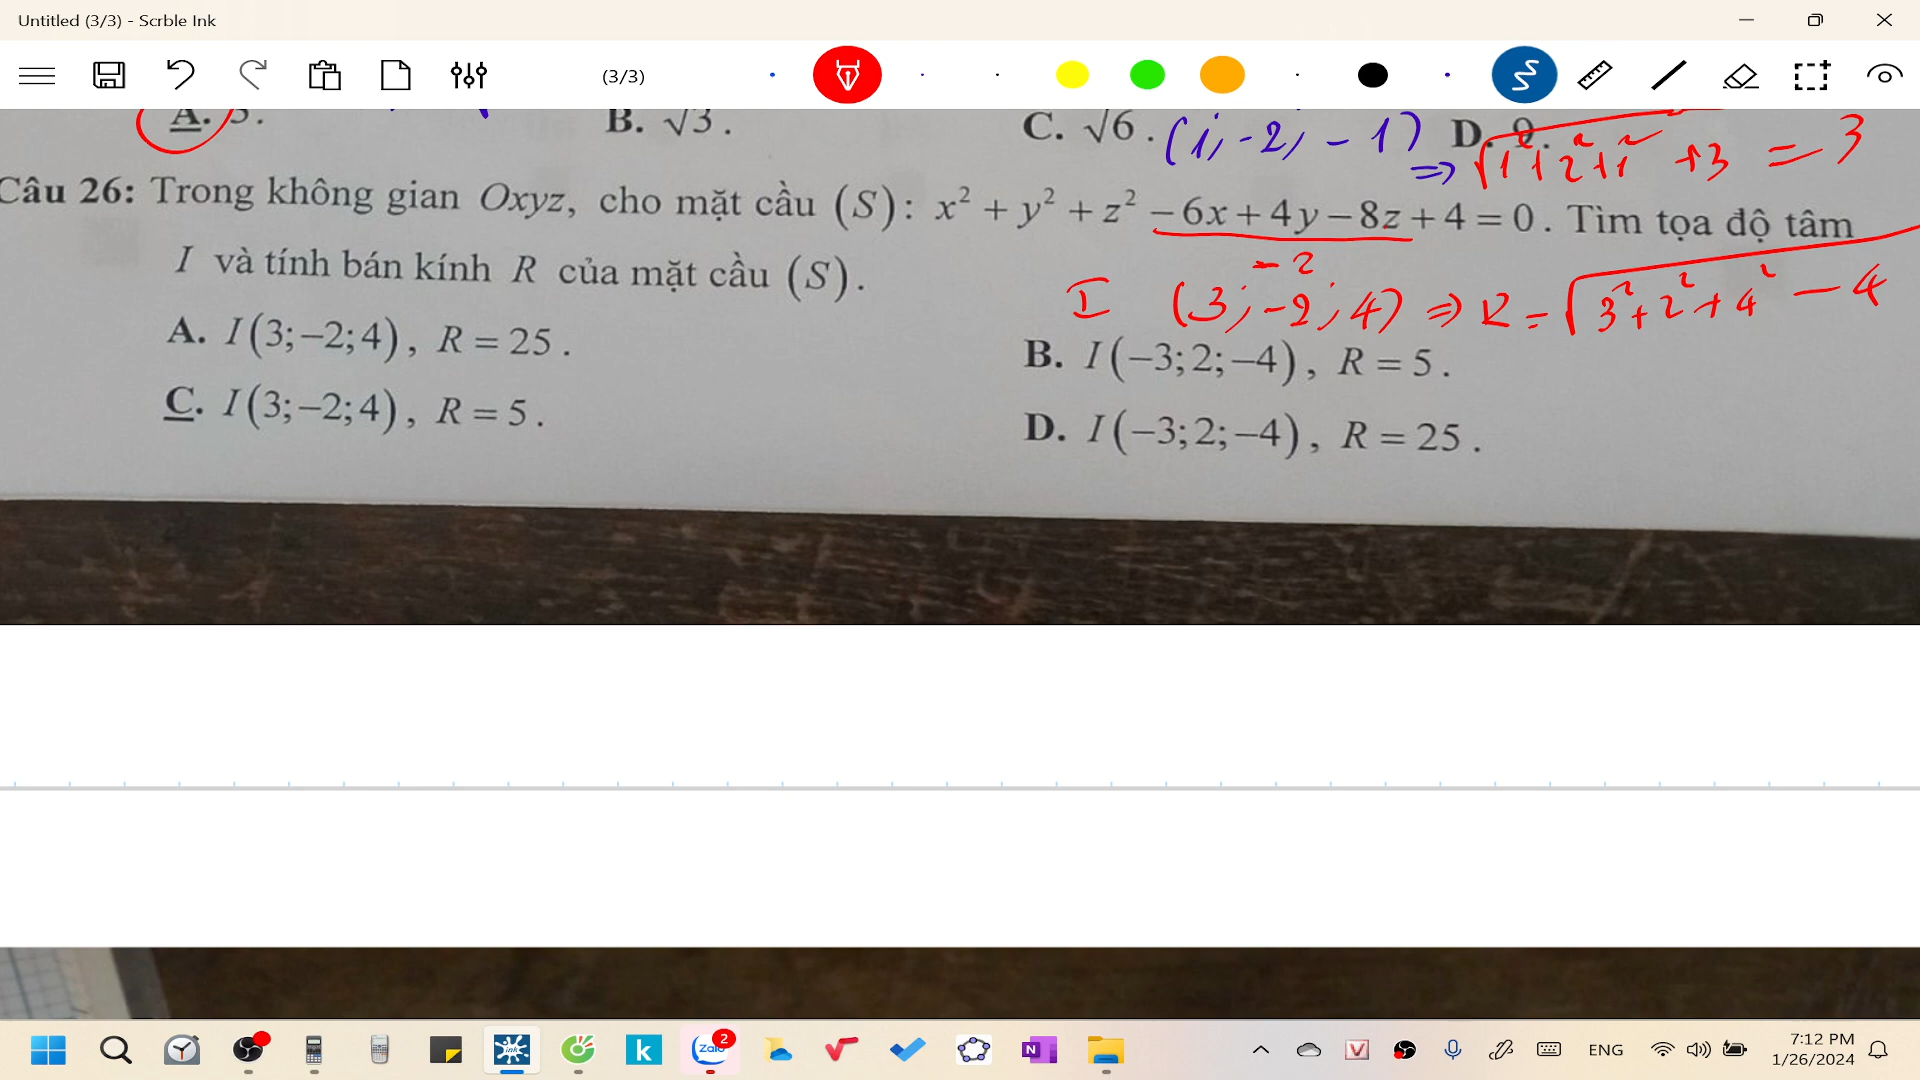 Untitled (3/3) - Scrble Ink
(3/3)
A. 3.
B. √3.
C. √6.
(1; -2; -1)
D. 9.
⇒ √1² + 2² + 1² + 3 = 3
Câu 26: Trong không gian Oxyz, cho mặt cầu (S): x² + y² + z² − 6x + 4y − 8z + 4 = 0. Tìm tọa độ tâm
I và tính bán kính R của mặt cầu (S).
- 2
I (3; -2; 4) ⇒ R = √3² + 2² + 4² - 4
A. I(3;−2;4), R = 25.
B. I(−3;2;−4), R = 5.
C. I(3;−2;4), R = 5.
D. I(−3;2;−4), R = 25.
ink
k
Zalo
2
N
V
ENG
7:12 PM
1/26/2024